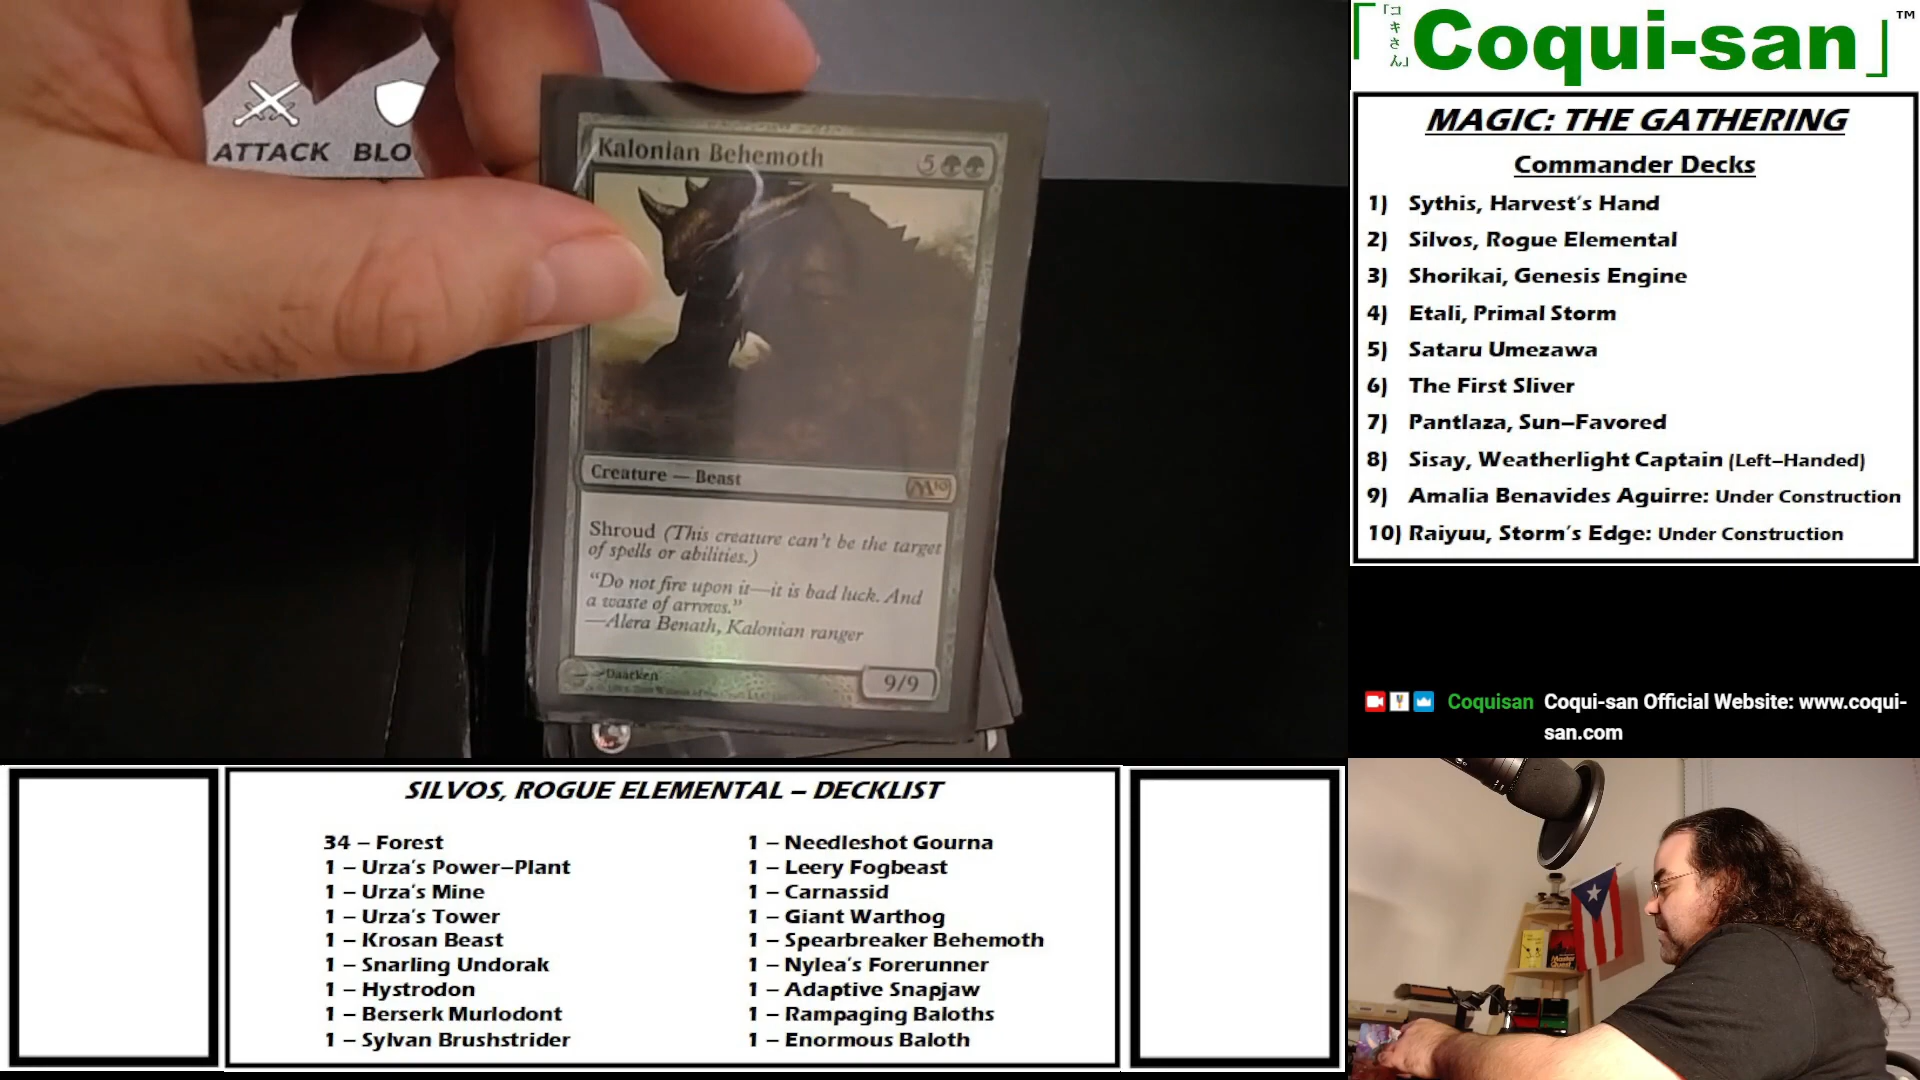 ATTACK BLO
Kalonian Behemoth
5
Creature — Beast
M10
Shroud (This creature can't be the target
of spells or abilities.)
"Do not fire upon it—it is bad luck. And
a waste of arrows."
—Alera Benath, Kalonian ranger
Daarken
9/9
「コキさん」
「Coqui-san」™
MAGIC: THE GATHERING
Commander Decks
1) Sythis, Harvest's Hand
2) Silvos, Rogue Elemental
3) Shorikai, Genesis Engine
4) Etali, Primal Storm
5) Sataru Umezawa
6) The First Sliver
7) Pantlaza, Sun–Favored
8) Sisay, Weatherlight Captain (Left–Handed)
9) Amalia Benavides Aguirre: Under Construction
10) Raiyuu, Storm's Edge: Under Construction
Coquisan Coqui-san Official Website: www.coqui-
san.com
SILVOS, ROGUE ELEMENTAL – DECKLIST
34 – Forest
1 – Urza's Power–Plant
1 – Urza's Mine
1 – Urza's Tower
1 – Krosan Beast
1 – Snarling Undorak
1 – Hystrodon
1 – Berserk Murlodont
1 – Sylvan Brushstrider
1 – Needleshot Gourna
1 – Leery Fogbeast
1 – Carnassid
1 – Giant Warthog
1 – Spearbreaker Behemoth
1 – Nylea's Forerunner
1 – Adaptive Snapjaw
1 – Rampaging Baloths
1 – Enormous Baloth
Master
Quest